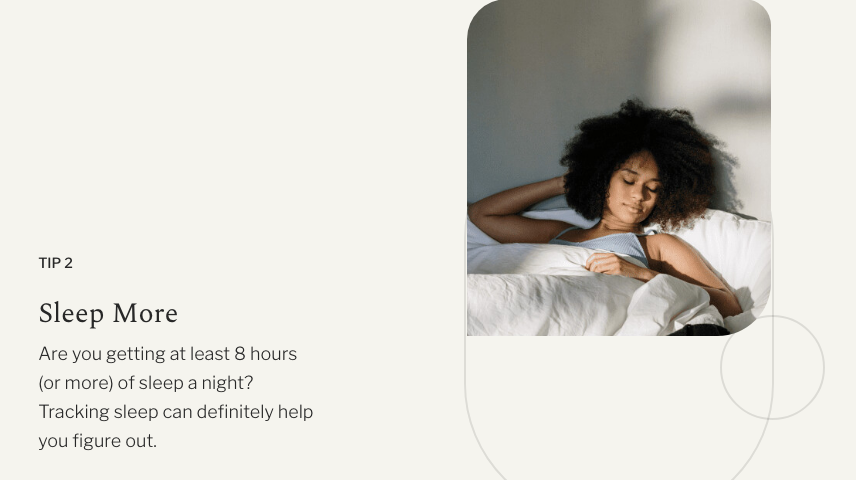 TIP 2
Sleep More
Are you getting at least 8 hours
(or more) of sleep a night?
Tracking sleep can definitely help
you figure out.